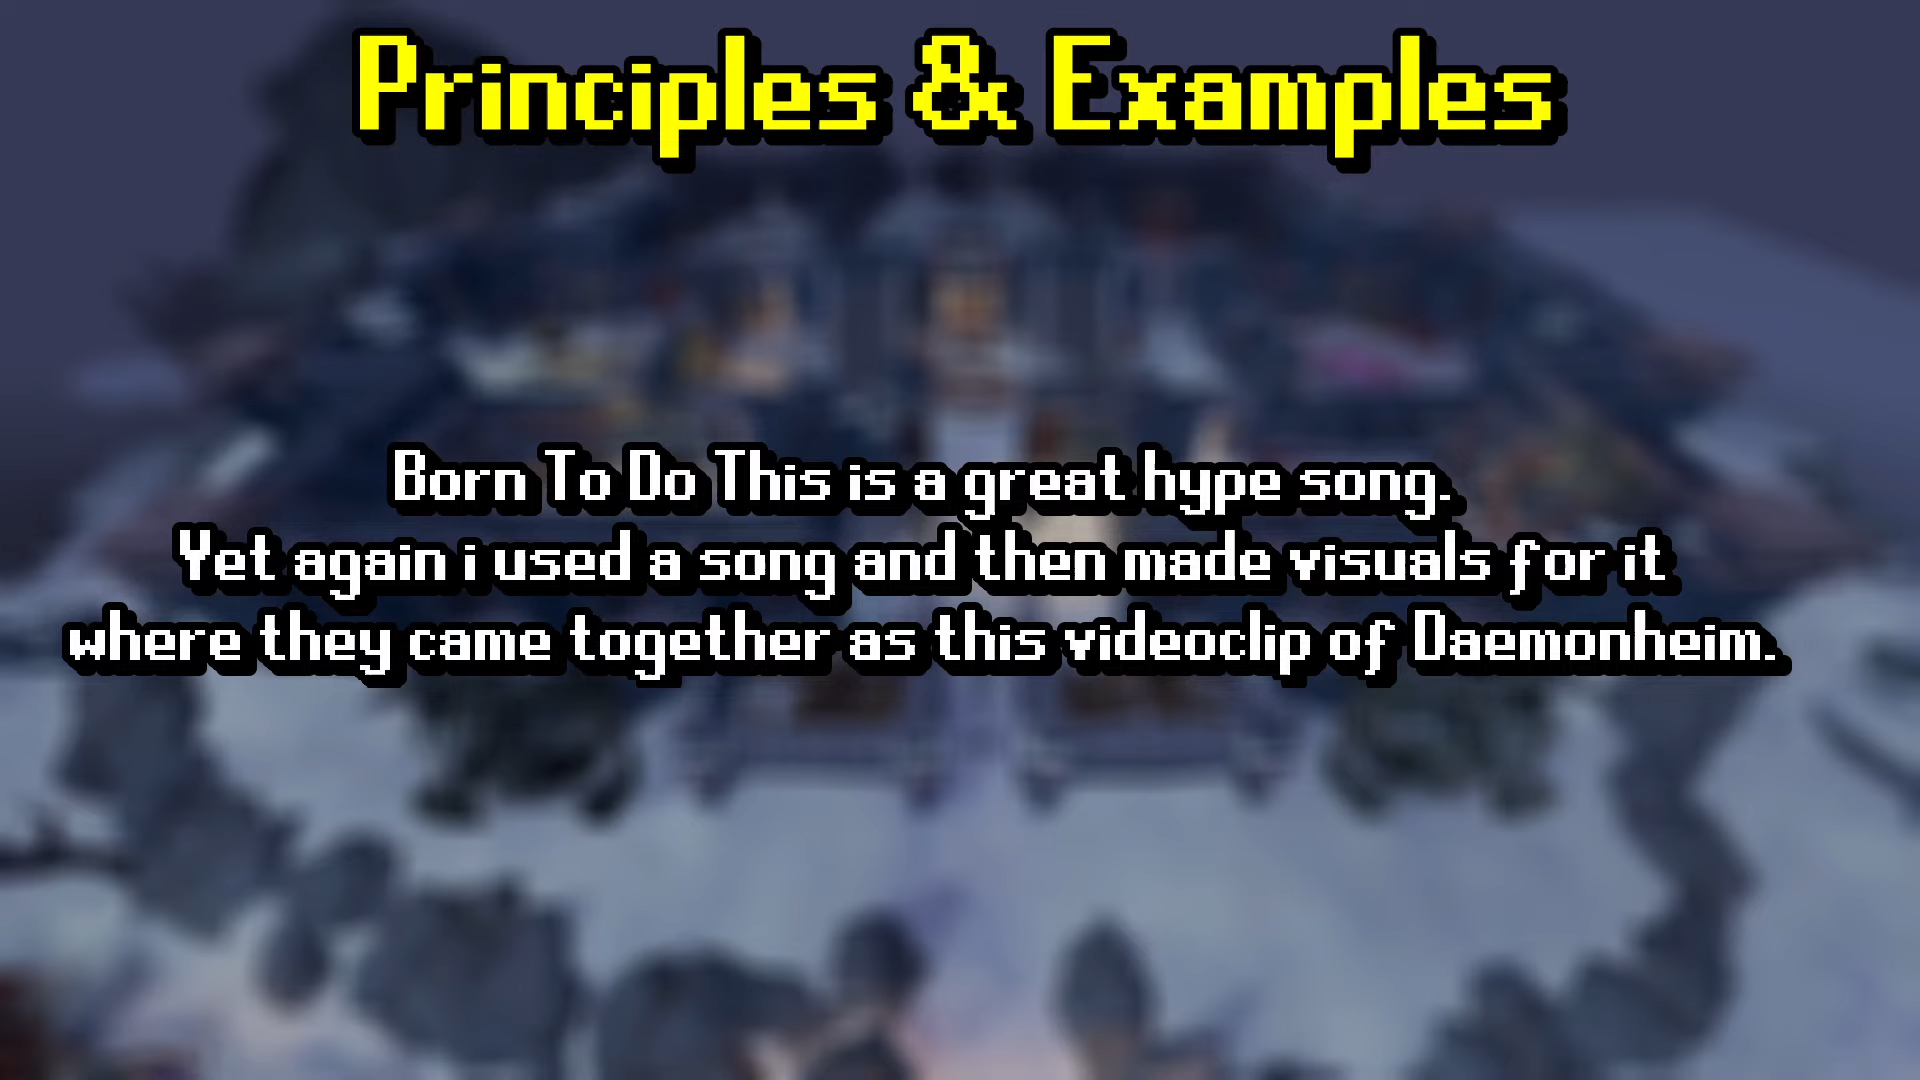 Principles & Examples
Born To Do This is a great hype song.
Yet again i used a song and then made visuals for it
where they came together as this videoclip of Daemonheim.